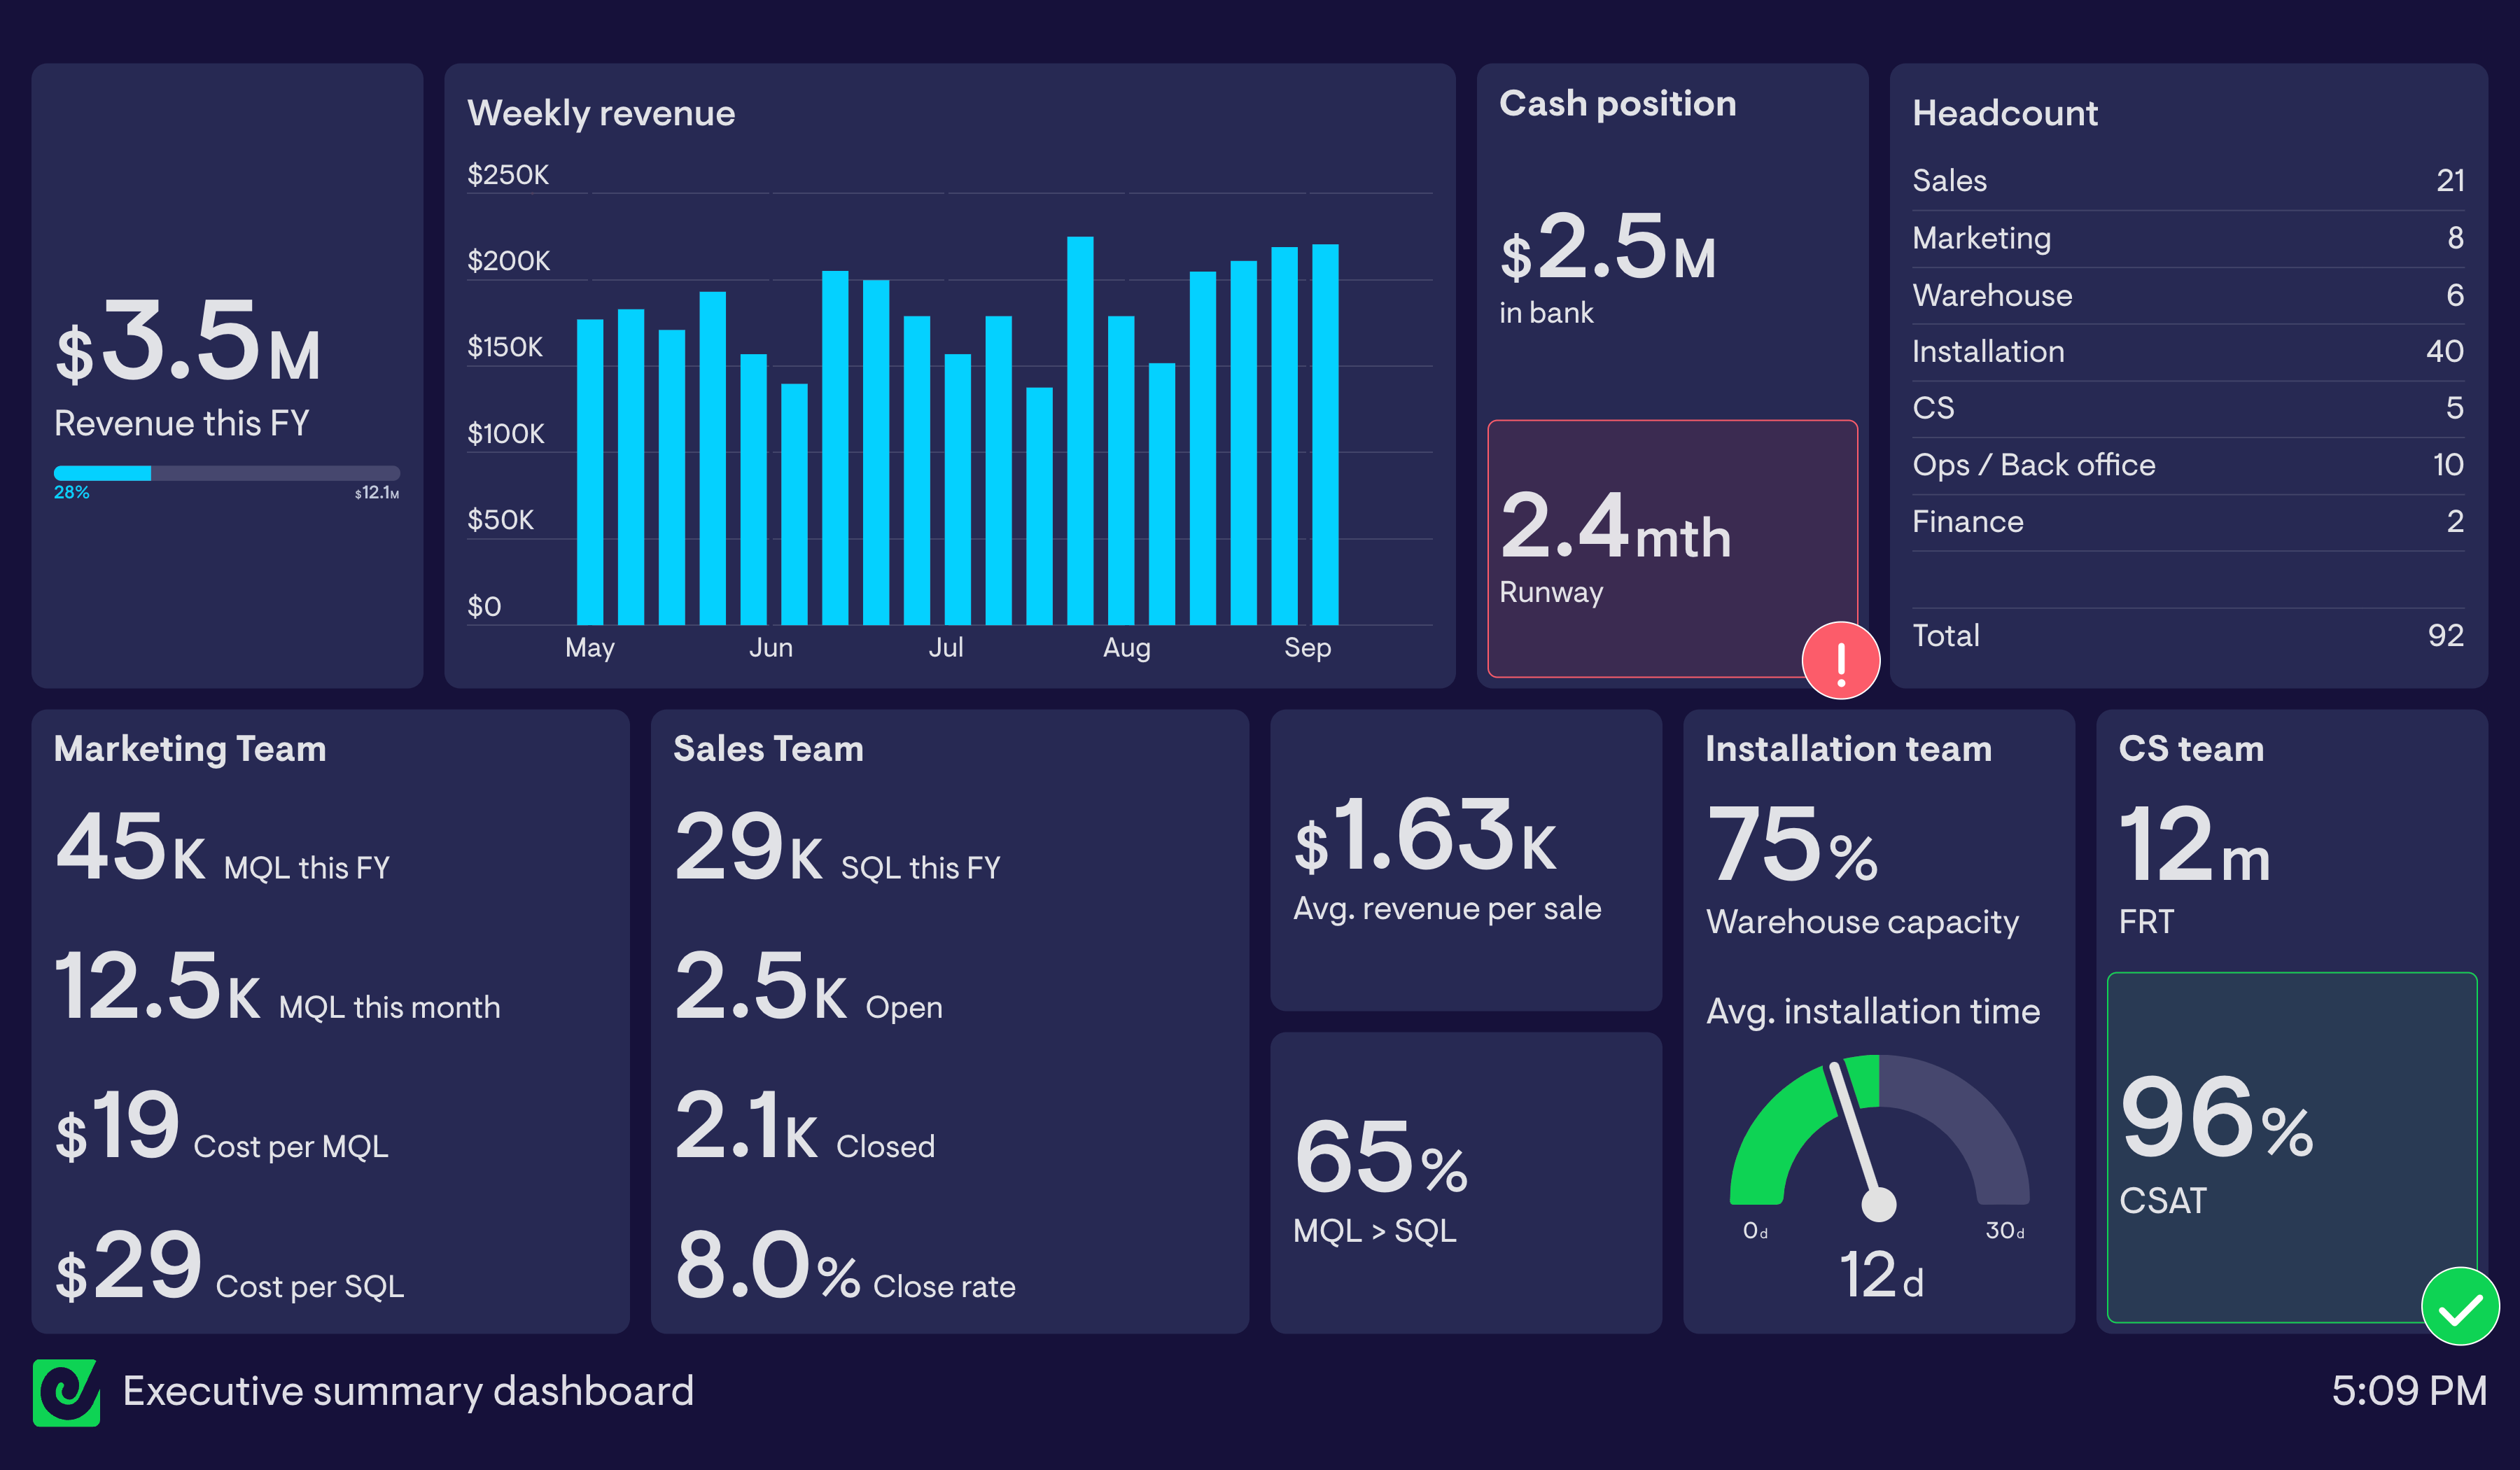 $3.5M
Revenue this FY
28%
$12.1M
Weekly revenue
$250K
$200K
$150K
$100K
$50K
$0
May Jun Jul Aug Sep
Cash position
$2.5M
in bank
2.4mth
Runway
!
Headcount
Sales 21
Marketing 8
Warehouse 6
Installation 40
CS 5
Ops / Back office 10
Finance 2
Total 92
Marketing Team
45K MQL this FY
12.5K MQL this month
$19 Cost per MQL
$29 Cost per SQL
Sales Team
29K SQL this FY
2.5K Open
2.1K Closed
8.0% Close rate
$1.63K
Avg. revenue per sale
65%
MQL > SQL
Installation team
75%
Warehouse capacity
Avg. installation time
0d 30d
12d
CS team
12m
FRT
96%
CSAT
Executive summary dashboard
5:09 PM